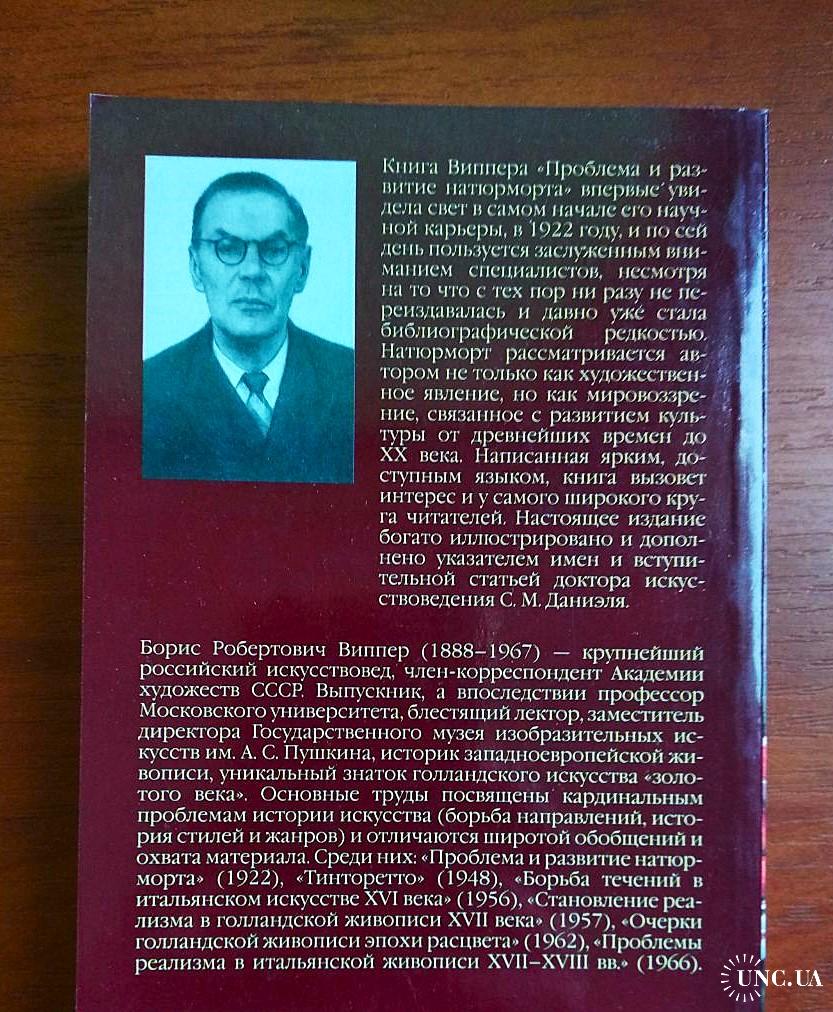 Книга Виппера «Проблема и раз-
витие натюрморта» впервые уви-
дела свет в самом начале его науч-
ной карьеры, в 1922 году, и по сей
день пользуется заслуженным вни-
манием специалистов, несмотря
на то что с тех пор ни разу не пе-
реиздавалась и давно уже стала
библиографической редкостью.
Натюрморт рассматривается ав-
тором не только как художествен-
ное явление, но как мировоззре-
ние, связанное с развитием куль-
туры от древнейших времен до
XX века. Написанная ярким, до-
ступным языком, книга вызовет
интерес и у самого широкого кру-
га читателей. Настоящее издание
богато иллюстрировано и допол-
нено указателем имен и вступи-
тельной статьей доктора искус-
ствоведения С. М. Даниэля.
Борис Робертович Виппер (1888–1967) — крупнейший
российский искусствовед, член-корреспондент Академии
художеств СССР. Выпускник, а впоследствии профессор
Московского университета, блестящий лектор, заместитель
директора Государственного музея изобразительных ис-
кусств им. А. С. Пушкина, историк западноевропейской жи-
вописи, уникальный знаток голландского искусства «золо-
того века». Основные труды посвящены кардинальным
проблемам истории искусства (борьба направлений, исто-
рия стилей и жанров) и отличаются широтой обобщений и
охвата материала. Среди них: «Проблема и развитие натюр-
морта» (1922), «Тинторетто» (1948), «Борьба течений в
итальянском искусстве XVI века» (1956), «Становление реа-
лизма в голландской живописи XVII века» (1957), «Очерки
голландской живописи эпохи расцвета» (1962), «Проблемы
реализма в итальянской живописи XVII–XVIII вв.» (1966).
UNC.UA